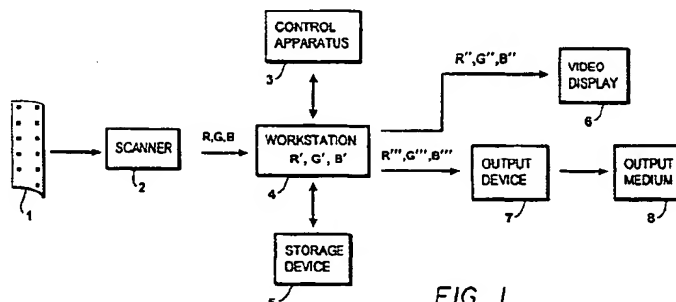 CONTROL
APPARATUS
3
R'',G'',B''
VIDEO
DISPLAY
6
1
SCANNER
2
R,G,B
WORKSTATION
R', G', B'
4
R''',G''',B'''
OUTPUT
DEVICE
7
OUTPUT
MEDIUM
8
STORAGE
DEVICE
5
FIG. 1